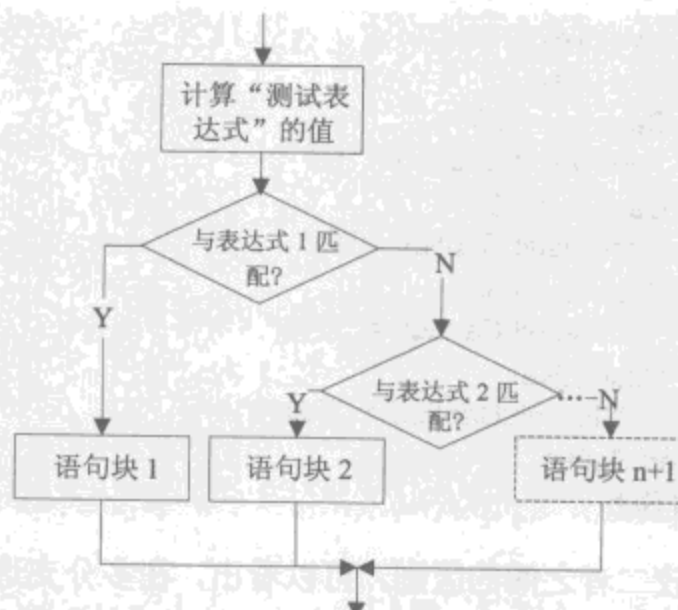 计算“测试表
达式”的值
与表达式 1 匹
配?
N
Y
与表达式 2 匹
配?
Y
…
N
语句块 1
语句块 2
语句块 n+1